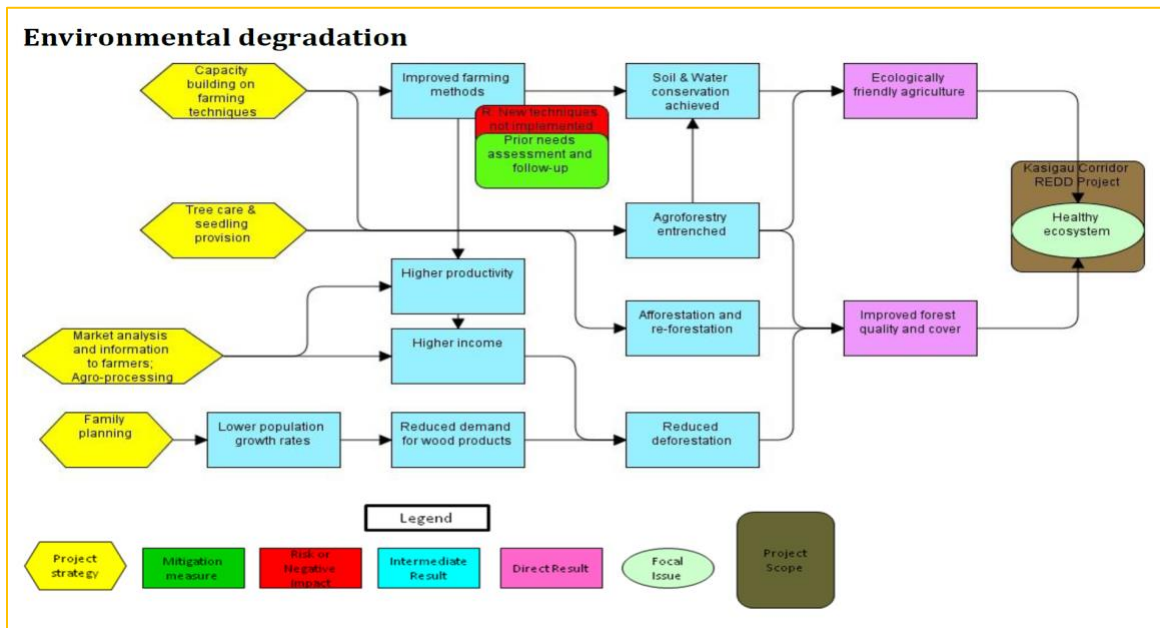 Environmental degradation
Capacity
building on
farming
techniques
Improved farming
methods
Soil & Water
conservation
achieved
Ecologically
friendly agriculture
R: New techniques
not implemented
Prior needs
assessment and
follow-up
Kasigau Corridor
REDD Project
Healthy
ecosystem
Tree care &
seedling
provision
Agroforestry
entrenched
Higher productivity
Afforestation and
re-forestation
Improved forest
quality and cover
Market analysis
and information
to farmers;
Agro-processing
Higher income
Family
planning
Lower population
growth rates
Reduced demand
for wood products
Reduced
deforestation
Legend
Project
strategy
Mitigation
measure
Risk or
Negative
impact
Intermediate
Result
Direct Result
Focal
Issue
Project
Scope